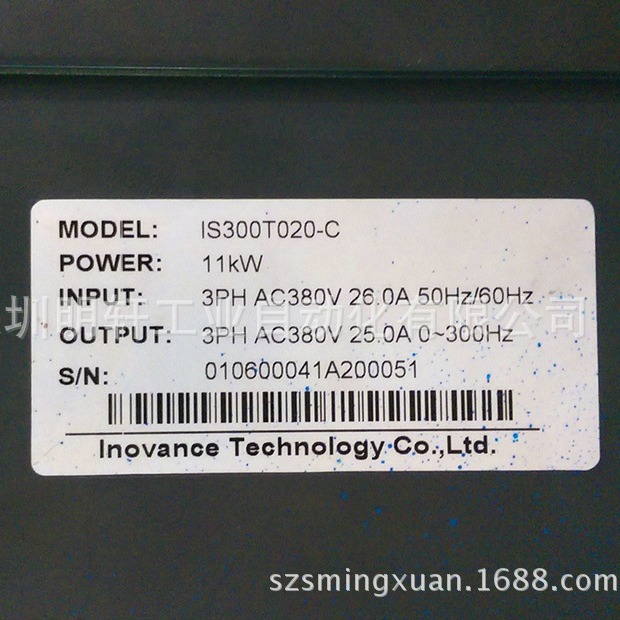 MODEL: IS300T020-C
POWER: 11kW
INPUT: 3PH AC380V 26.0A 50Hz/60Hz
圳明轩工业自动化有限公司
OUTPUT: 3PH AC380V 25.0A 0~300Hz
S/N: 010600041A200051
Inovance Technology Co.,Ltd.
szsmingxuan.1688.com